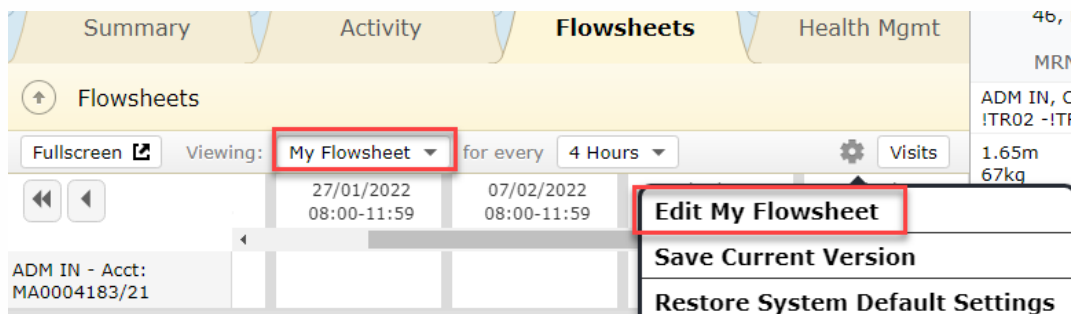 Summary
Activity
Flowsheets
Health Mgmt
46,
MRN
Flowsheets
ADM IN, C
!TR02 -!TR
Fullscreen
Viewing:
My Flowsheet
for every
4 Hours
Visits
1.65m
67kg
27/01/2022
08:00-11:59
07/02/2022
08:00-11:59
Edit My Flowsheet
Save Current Version
Restore System Default Settings
ADM IN - Acct:
MA0004183/21